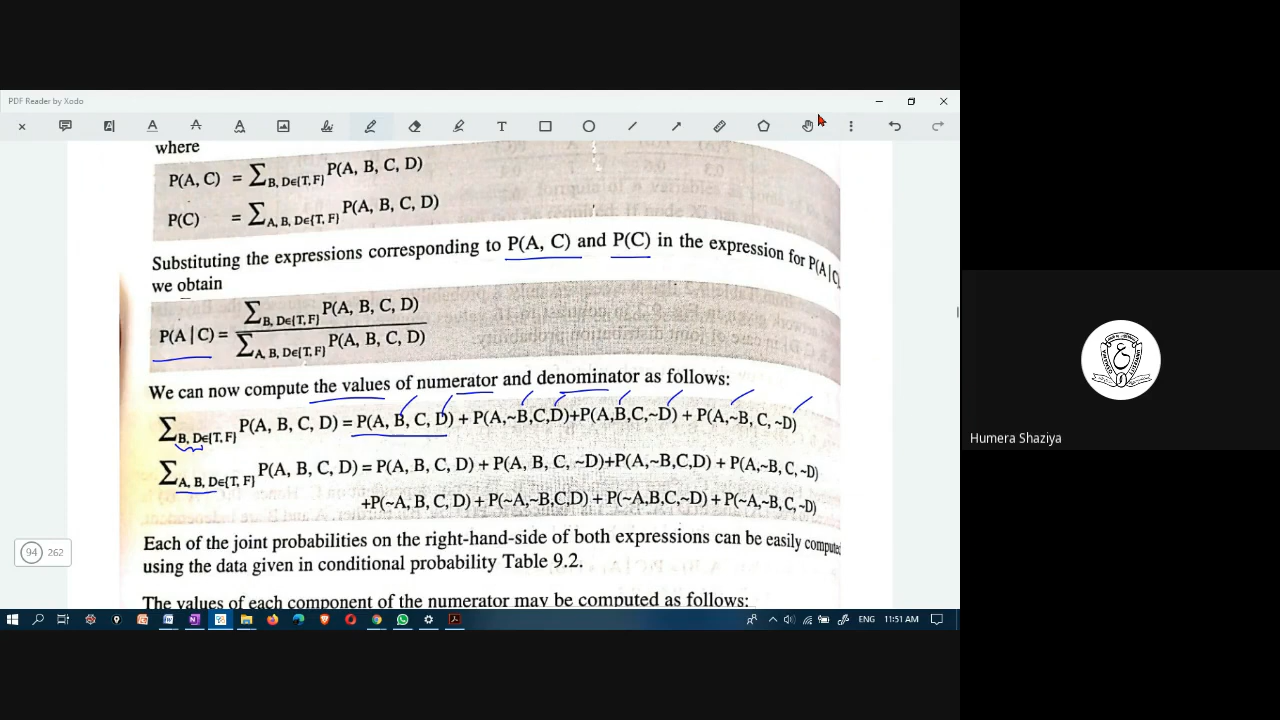 PDF Reader by Xodo
where
P(A, C) = ∑B, D∈{T, F} P(A, B, C, D)
P(C) = ∑A, B, D∈{T, F} P(A, B, C, D)
Substituting the expressions corresponding to P(A, C) and P(C) in the expression for P(A|C)
we obtain
P(A | C) = ∑B, D∈{T, F} P(A, B, C, D)
∑A, B, D∈{T, F} P(A, B, C, D)
We can now compute the values of numerator and denominator as follows:
∑B, D∈{T, F} P(A, B, C, D) = P(A, B, C, D) + P(A,~B,C,D)+P(A,B,C,~D) + P(A,~B, C, ~D)
∑A, B, D∈{T, F} P(A, B, C, D) = P(A, B, C, D) + P(A, B, C, ~D)+P(A,~B,C,D) + P(A,~B, C, ~D)
+P(~A, B, C, D) + P(~A,~B,C,D) + P(~A,B,C,~D) + P(~A,~B, C, ~D)
Each of the joint probabilities on the right-hand-side of both expressions can be easily compute
using the data given in conditional probability Table 9.2.
The values of each component of the numerator may be computed as follows:
94 262
ENG 11:51 AM
Humera Shaziya